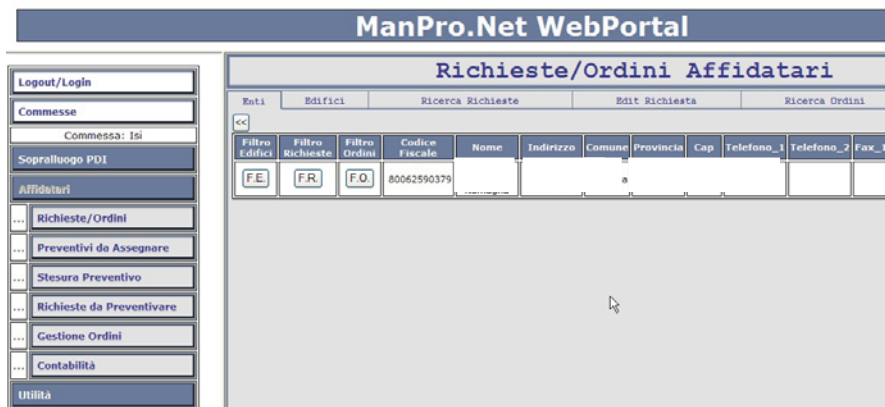 ManPro.Net WebPortal
Logout/Login
Commesse
Commessa: Isi
Sopralluogo PDI
Affidatari
... Richieste/Ordini
... Preventivi da Assegnare
... Stesura Preventivo
... Richieste da Preventivare
... Gestione Ordini
... Contabilità
Utilità
Richieste/Ordini Affidatari
Enti Edifici Ricerca Richieste Edit Richiesta Ricerca Ordini
<<
Filtro Edifici Filtro Richieste Filtro Ordini Codice Fiscale Nome Indirizzo Comune Provincia Cap Telefono_1 Telefono_2 Fax_1
F.E. F.R. F.O. 80062590379 a